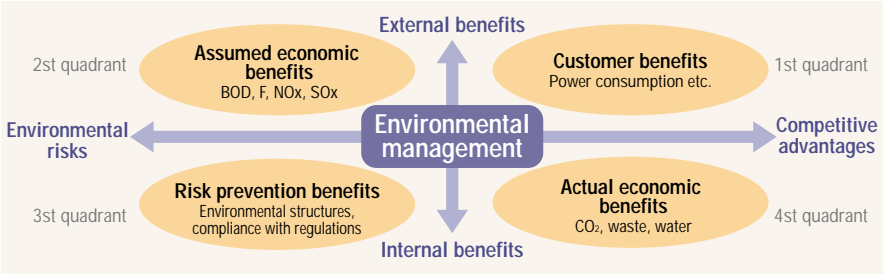 External benefits
2st quadrant
Assumed economic
benefits
BOD, F, NOx, SOx
Customer benefits
Power consumption etc.
1st quadrant
Environmental
risks
Environmental
management
Competitive
advantages
3st quadrant
Risk prevention benefits
Environmental structures,
compliance with regulations
Actual economic
benefits
CO₂, waste, water
4st quadrant
Internal benefits